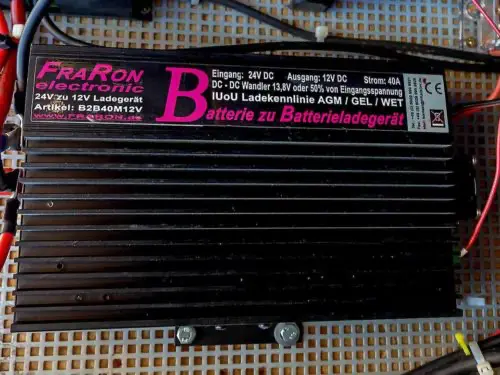 FraRon
electronic
24V zu 12V Ladegerät
Artikel: B2B40M12V
www.FRARON.de
Eingang: 24V DC Ausgang: 12V DC Strom: 40A
DC - DC Wandler 13,8V oder 50% von Eingangsspannung
IUoU Ladekennlinie AGM / GEL / WET
Batterie zu Batterieladegerät
CE